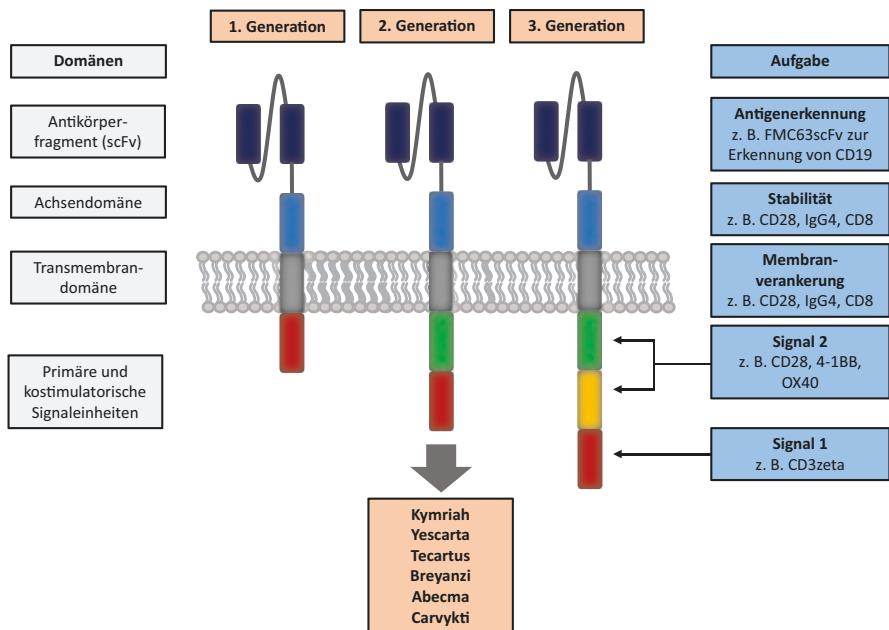 1. Generation
2. Generation
3. Generation
Domänen
Aufgabe
Antikörper-
fragment (scFv)
Antigenerkennung
z. B. FMC63scFv zur
Erkennung von CD19
Achsendomäne
Stabilität
z. B. CD28, IgG4, CD8
Transmembran-
domäne
Membran-
verankerung
z. B. CD28, IgG4, CD8
Primäre und
kostimulatorische
Signaleinheiten
Signal 2
z. B. CD28, 4-1BB,
OX40
Signal 1
z. B. CD3zeta
Kymriah
Yescarta
Tecartus
Breyanzi
Abecma
Carvykti